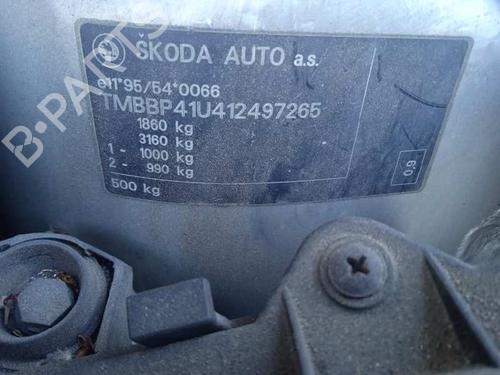 ŠKODA AUTO a.s.
e11*95/54*0066
TMBBP41U412497265
1860 kg
3160 kg
1 - 1000 kg
2 - 990 kg
500 kg
0.9
B-PARTS